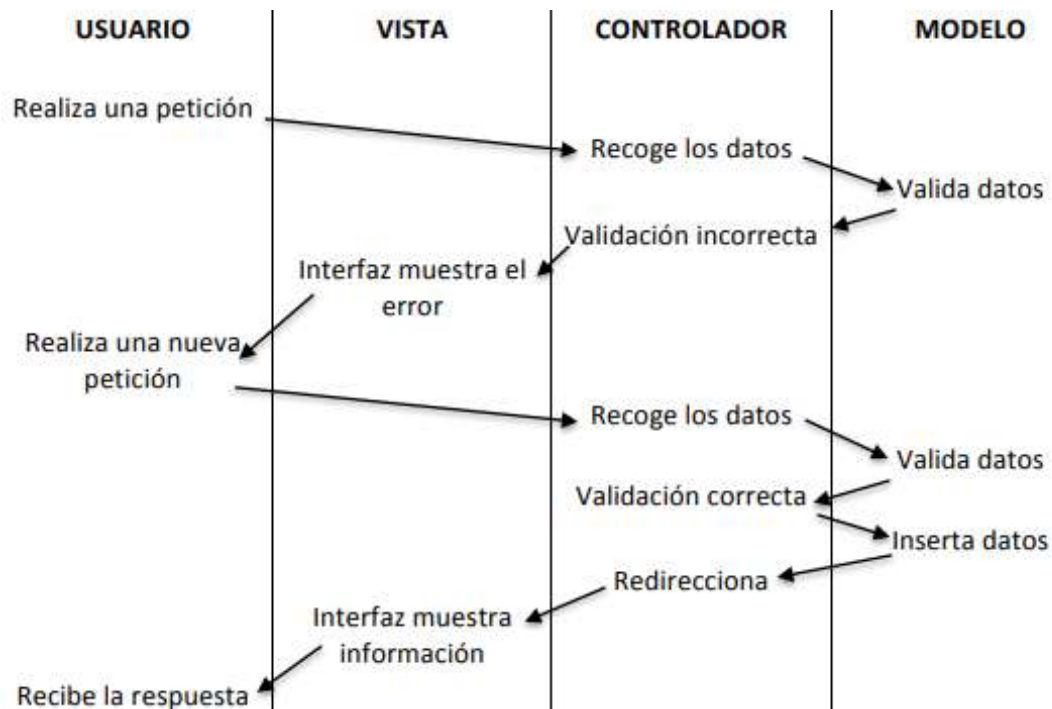 USUARIO VISTA CONTROLADOR MODELO
Realiza una petición
Recoge los datos
Valida datos
Validación incorrecta
Interfaz muestra el
error
Realiza una nueva
petición
Recoge los datos
Valida datos
Validación correcta
Inserta datos
Redirecciona
Interfaz muestra
información
Recibe la respuesta